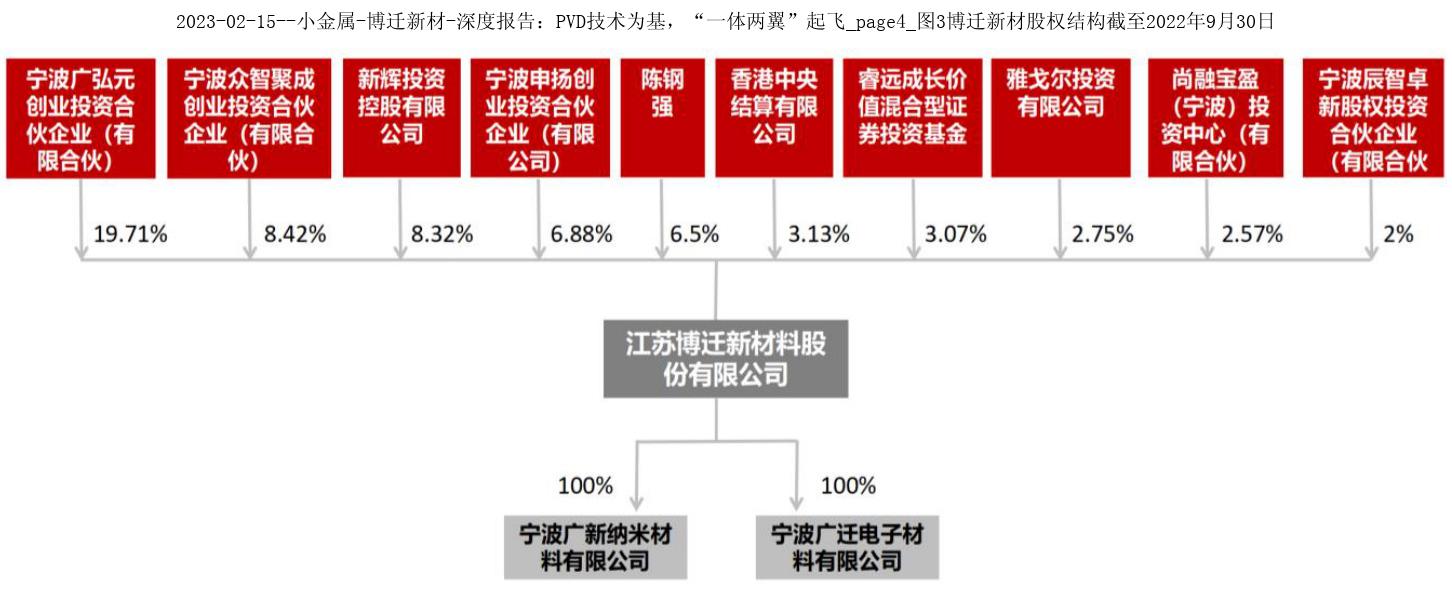 2023-02-15--小金属-博迁新材-深度报告：PVD技术为基，“一体两翼”起飞_page4_图3博迁新材股权结构截至2022年9月30日
宁波广弘元
创业投资合
伙企业（有
限合伙）
宁波众智聚成
创业投资合伙
企业（有限合
伙）
新辉投资
控股有限
公司
宁波申扬创
业投资合伙
企业（有限
公司）
陈钢
强
香港中央
结算有限
公司
睿远成长价
值混合型证
券投资基金
雅戈尔投资
有限公司
尚融宝盈
（宁波）投
资中心（有
限合伙）
宁波辰智卓
新股权投资
合伙企业
（有限合伙
19.71%
8.42%
8.32%
6.88%
6.5%
3.13%
3.07%
2.75%
2.57%
2%
江苏博迁新材料股
份有限公司
100%
100%
宁波广新纳米材
料有限公司
宁波广迁电子材
料有限公司